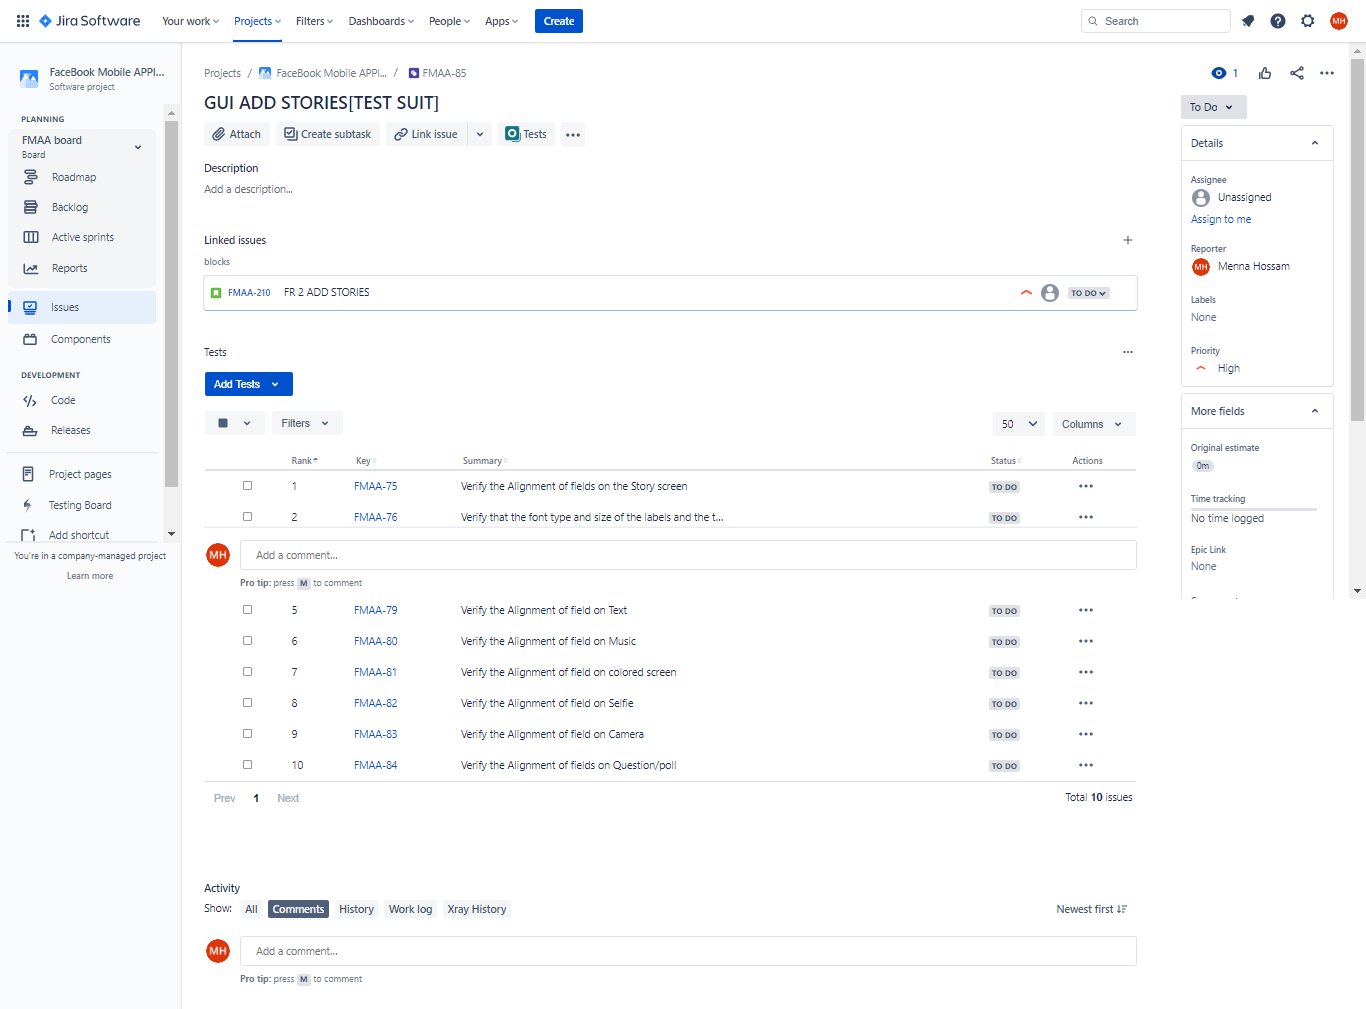 Jira Software Your work Projects Filters Dashboards People Apps Create Search MH
FaceBook Mobile APPl...
Software project
PLANNING
FMAA board
Board
Roadmap
Backlog
Active sprints
Reports
Issues
Components
DEVELOPMENT
Code
Releases
Project pages
Testing Board
Add shortcut
You're in a company-managed project
Learn more
Projects / FaceBook Mobile APPl... / FMAA-85
1
GUI ADD STORIES[TEST SUIT]
Attach Create subtask Link issue Tests
Description
Add a description...
Linked issues
blocks
FMAA-210 FR 2 ADD STORIES TO DO
Tests
Add Tests
Filters 50 Columns
Rank Key Summary Status Actions
1 FMAA-75 Verify the Alignment of fields on the Story screen TO DO
2 FMAA-76 Verify that the font type and size of the labels and the t... TO DO
MH Add a comment...
Pro tip: press M to comment
5 FMAA-79 Verify the Alignment of field on Text TO DO
6 FMAA-80 Verify the Alignment of field on Music TO DO
7 FMAA-81 Verify the Alignment of field on colored screen TO DO
8 FMAA-82 Verify the Alignment of field on Selfie TO DO
9 FMAA-83 Verify the Alignment of field on Camera TO DO
10 FMAA-84 Verify the Alignment of fields on Question/poll TO DO
Prev 1 Next Total 10 issues
Activity
Show: All Comments History Work log Xray History Newest first
MH Add a comment...
Pro tip: press M to comment
To Do
Details
Assignee
Unassigned
Assign to me
Reporter
MH Menna Hossam
Labels
None
Priority
High
More fields
Original estimate
0m
Time tracking
No time logged
Epic Link
None